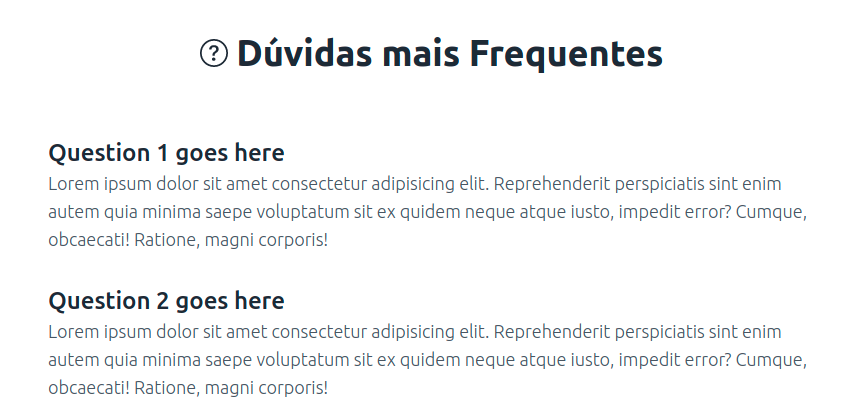 Dúvidas mais Frequentes
Question 1 goes here
Lorem ipsum dolor sit amet consectetur adipisicing elit. Reprehenderit perspiciatis sint enim
autem quia minima saepe voluptatum sit ex quidem neque atque iusto, impedit error? Cumque,
obcaecati! Ratione, magni corporis!
Question 2 goes here
Lorem ipsum dolor sit amet consectetur adipisicing elit. Reprehenderit perspiciatis sint enim
autem quia minima saepe voluptatum sit ex quidem neque atque iusto, impedit error? Cumque,
obcaecati! Ratione, magni corporis!